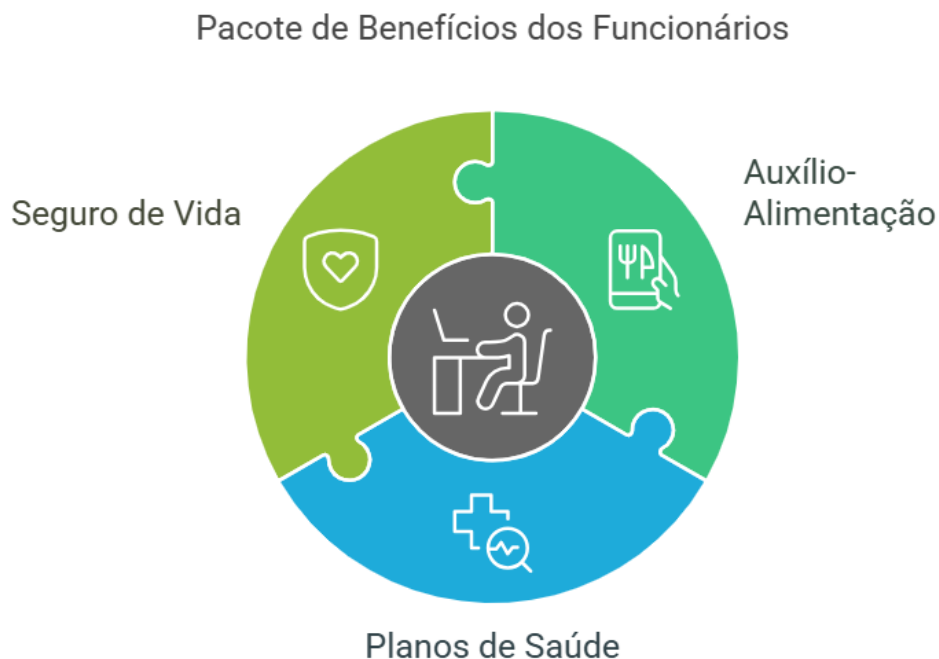 Pacote de Benefícios dos Funcionários
Seguro de Vida
Auxílio-
Alimentação
Planos de Saúde